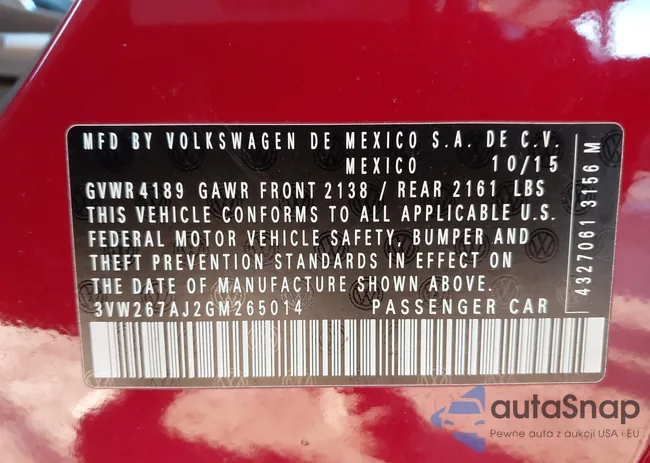 MFD BY VOLKSWAGEN DE MEXICO S.A. DE C.V.
MEXICO 10/15
GVWR 4189 GAWR FRONT 2138 / REAR 2161 LBS
THIS VEHICLE CONFORMS TO ALL APPLICABLE U.S.
FEDERAL MOTOR VEHICLE SAFETY, BUMPER AND
THEFT PREVENTION STANDARDS IN EFFECT ON
THE DATE OF MANUFACTURE SHOWN ABOVE.
3VW267AJ2GM265014 PASSENGER CAR
4327061 3166 M
autaSnap
Pewne auta z aukcji USA i EU